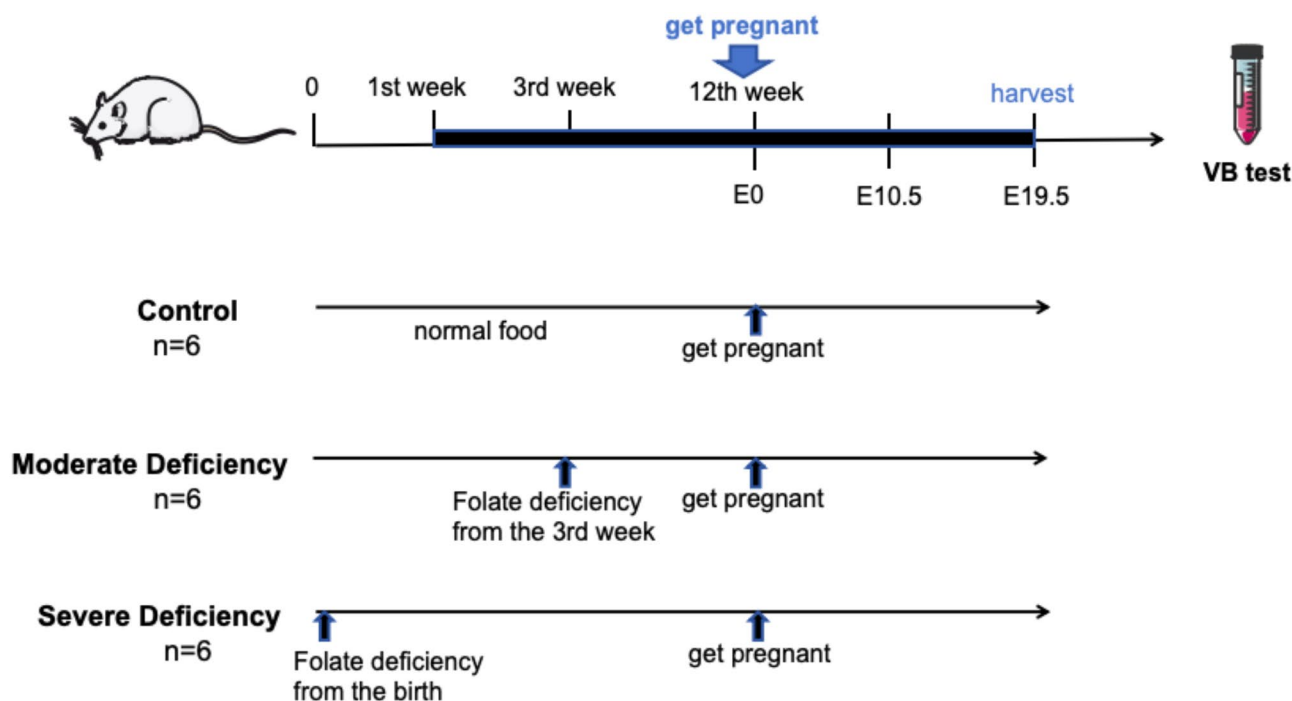 get pregnant
0
1st week
3rd week
12th week
harvest
E0
E10.5
E19.5
VB test
Control
n=6
normal food
get pregnant
Moderate Deficiency
n=6
Folate deficiency
from the 3rd week
get pregnant
Severe Deficiency
n=6
Folate deficiency
from the birth
get pregnant